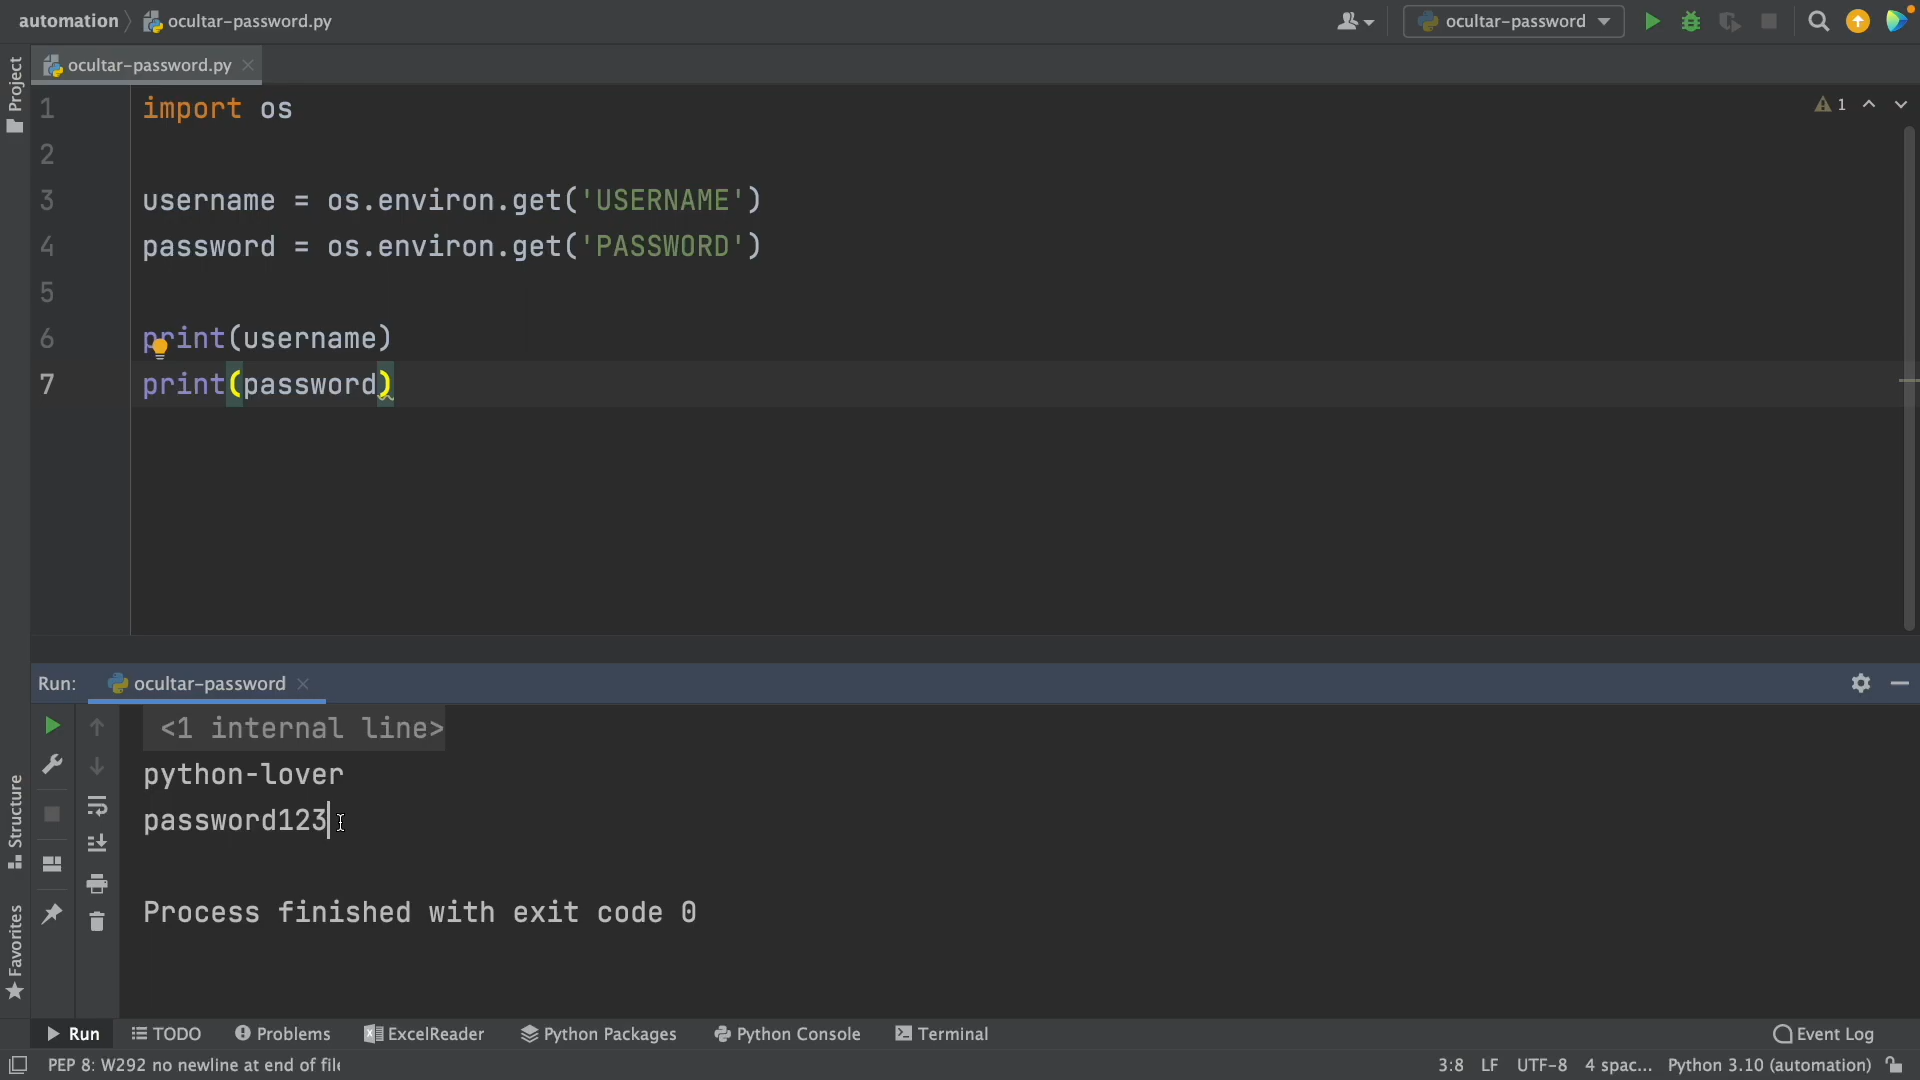 automation ocultar-password.py
ocultar-password
ocultar-password.py
Project
1 import os
1
2
3 username = os.environ.get('USERNAME')
4 password = os.environ.get('PASSWORD')
5
6 print(username)
7 print(password)
Run: ocultar-password
<1 internal line>
python-lover
password123
Process finished with exit code 0
Structure
Favorites
Run TODO Problems ExcelReader Python Packages Python Console Terminal Event Log
PEP 8: W292 no newline at end of file 3:8 LF UTF-8 4 spac... Python 3.10 (automation)